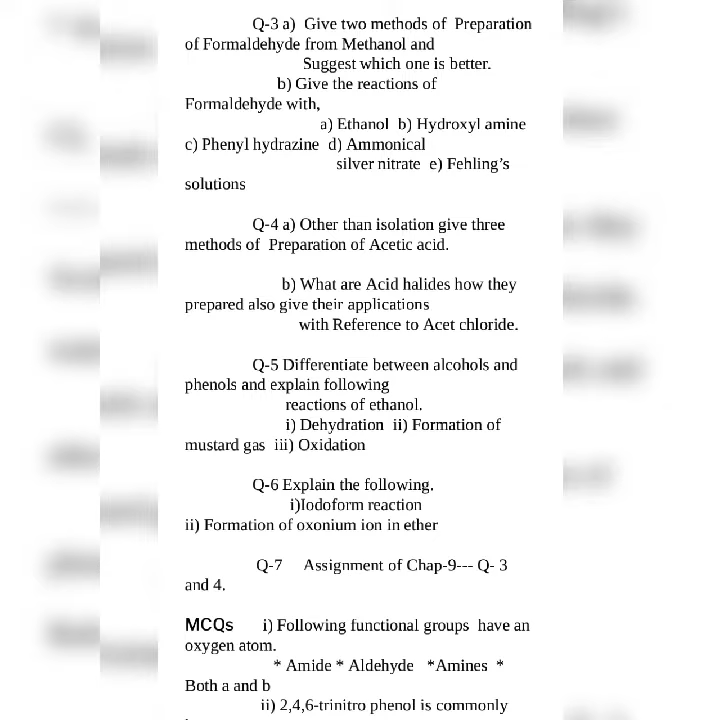 Q-3 a) Give two methods of Preparation
of Formaldehyde from Methanol and
Suggest which one is better.
b) Give the reactions of
Formaldehyde with,
a) Ethanol b) Hydroxyl amine
c) Phenyl hydrazine d) Ammonical
silver nitrate e) Fehling’s
solutions
Q-4 a) Other than isolation give three
methods of Preparation of Acetic acid.
b) What are Acid halides how they
prepared also give their applications
with Reference to Acet chloride.
Q-5 Differentiate between alcohols and
phenols and explain following
reactions of ethanol.
i) Dehydration ii) Formation of
mustard gas iii) Oxidation
Q-6 Explain the following.
i)Iodoform reaction
ii) Formation of oxonium ion in ether
Q-7 Assignment of Chap-9--- Q- 3
and 4.
MCQs i) Following functional groups have an
oxygen atom.
* Amide * Aldehyde *Amines *
Both a and b
ii) 2,4,6-trinitro phenol is commonly